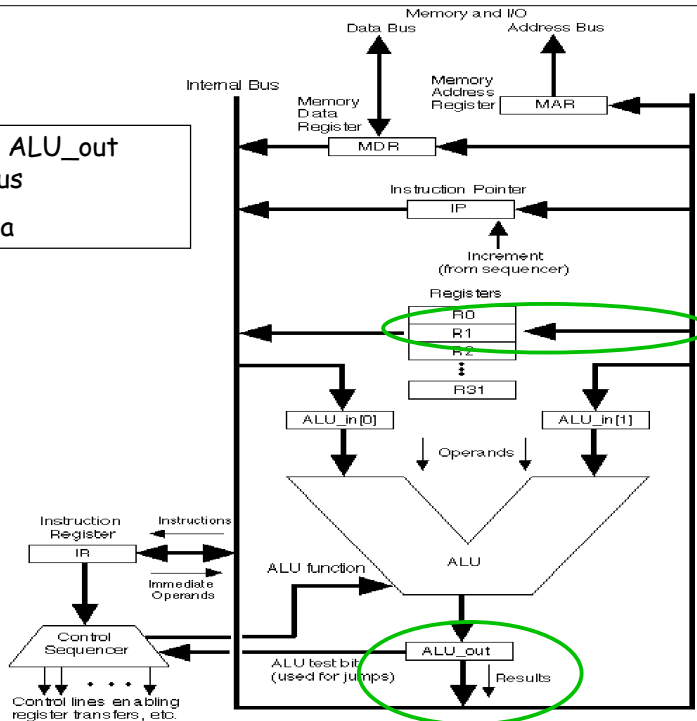 Memory and I/O
Data Bus
Address Bus
Internal Bus
Memory
Address
Register
MAR
Memory
Data
Register
MDR
ALU_out
us
a
Instruction Pointer
IP
Increment
(from sequencer)
Registers
R0
R1
R2
R31
ALU_in[0]
ALU_in[1]
Operands
Instruction
Register
Instructions
IR
Immediate
Operands
ALU function
ALU
Control
Sequencer
ALU_out
ALU test bit
(used for jumps)
Results
Control lines enabling
register transfers, etc.